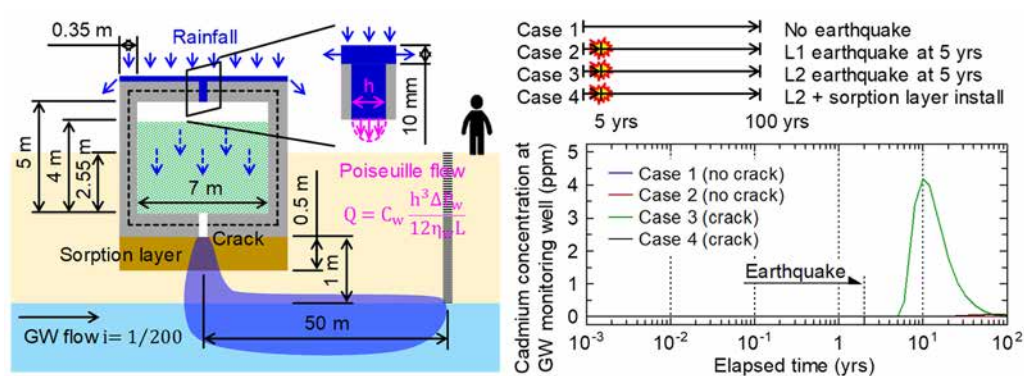 0.35 m
Rainfall
h
10 mm
5 m
4 m
2.55 m
7 m
Poiseuille flow
0.5 m
Crack
Sorption layer
1 m
50 m
GW flow i= 1/200
Case 1
No earthquake
Case 2
L1 earthquake at 5 yrs
Case 3
L2 earthquake at 5 yrs
Case 4
L2 + sorption layer install
5 yrs
100 yrs
Cadmium concentration at
GW monitoring well (ppm)
5
4
3
2
1
0
Case 1 (no crack)
Case 2 (no crack)
Case 3 (crack)
Case 4 (crack)
Earthquake
10⁻³
10⁻²
10⁻¹
10⁰
10¹
10²
Elapsed time (yrs)